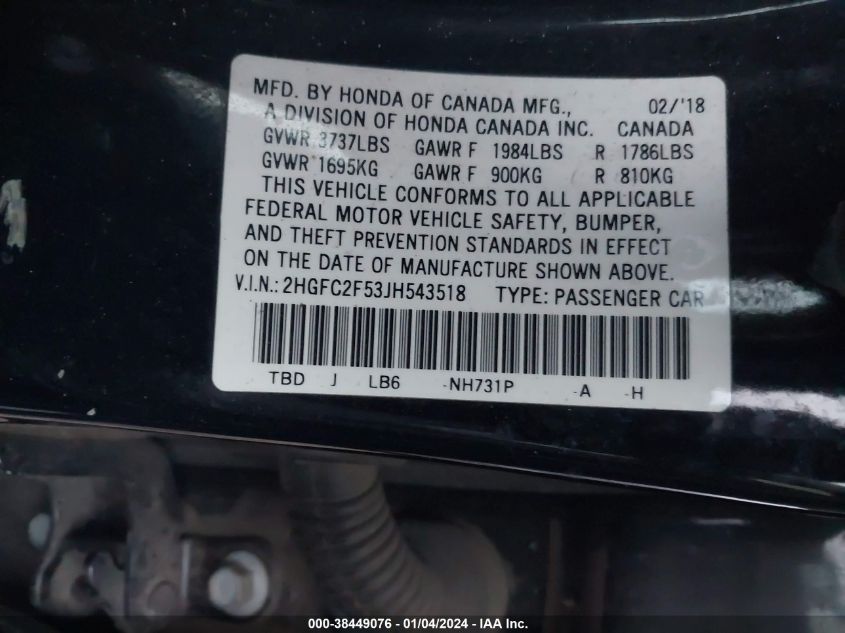 MFD. BY HONDA OF CANADA MFG., 02/'18
A DIVISION OF HONDA CANADA INC. CANADA
GVWR 3737LBS GAWR F 1984LBS R 1786LBS
GVWR 1695KG GAWR F 900KG R 810KG
THIS VEHICLE CONFORMS TO ALL APPLICABLE
FEDERAL MOTOR VEHICLE SAFETY, BUMPER,
AND THEFT PREVENTION STANDARDS IN EFFECT
ON THE DATE OF MANUFACTURE SHOWN ABOVE.
V.I.N.: 2HGFC2F53JH543518 TYPE: PASSENGER CAR
TBD J LB6 -NH731P -A -H
000-38449076 - 01/04/2024 - IAA Inc.